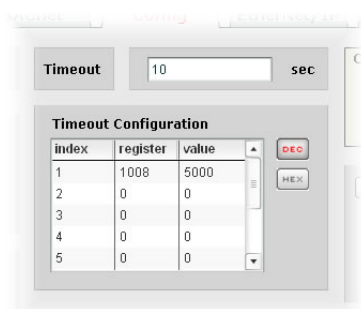 Config
Timeout 10 sec
Timeout Configuration
index register value
DEC
1 1008 5000
HEX
2 0 0
3 0 0
4 0 0
5 0 0